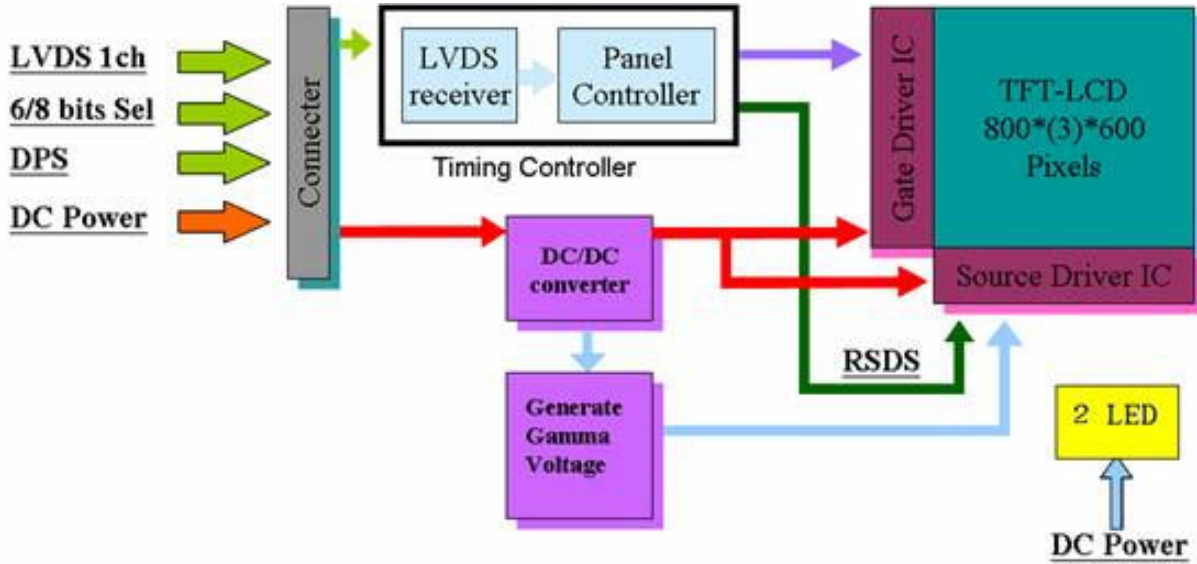 LVDS 1ch
6/8 bits Sel
DPS
DC Power
Connecter
LVDS
receiver
Panel
Controller
Timing Controller
DC/DC
converter
Generate
Gamma
Voltage
Gate Driver IC
TFT-LCD
800*(3)*600
Pixels
Source Driver IC
RSDS
2 LED
DC Power